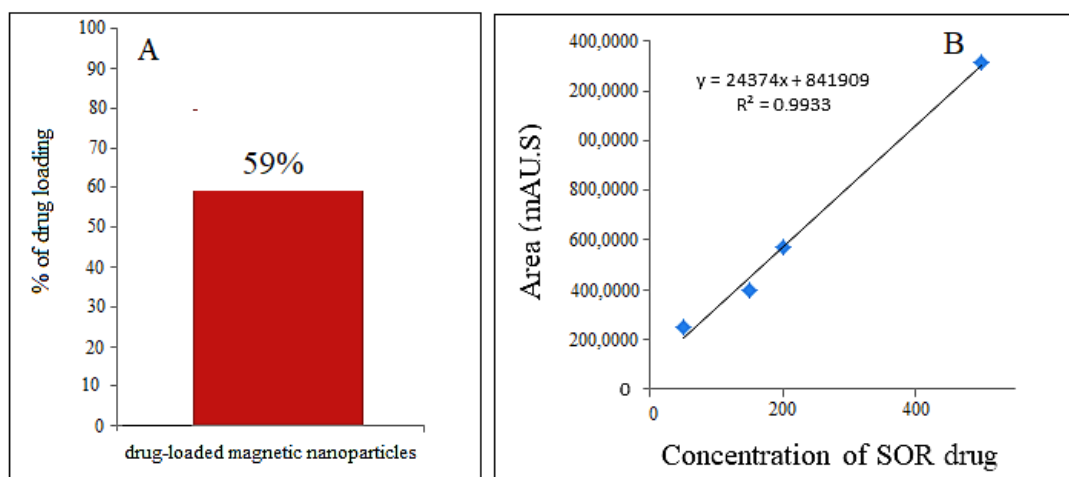 A
% of drug loading
100
90
80
70
60
50
40
30
20
10
0
59%
drug-loaded magnetic nanoparticles
B
Area (mAU.S)
400,0000
200,0000
00,0000
800,0000
600,0000
400,0000
200,0000
0
y = 24374x + 841909
R² = 0.9933
0
200
400
Concentration of SOR drug